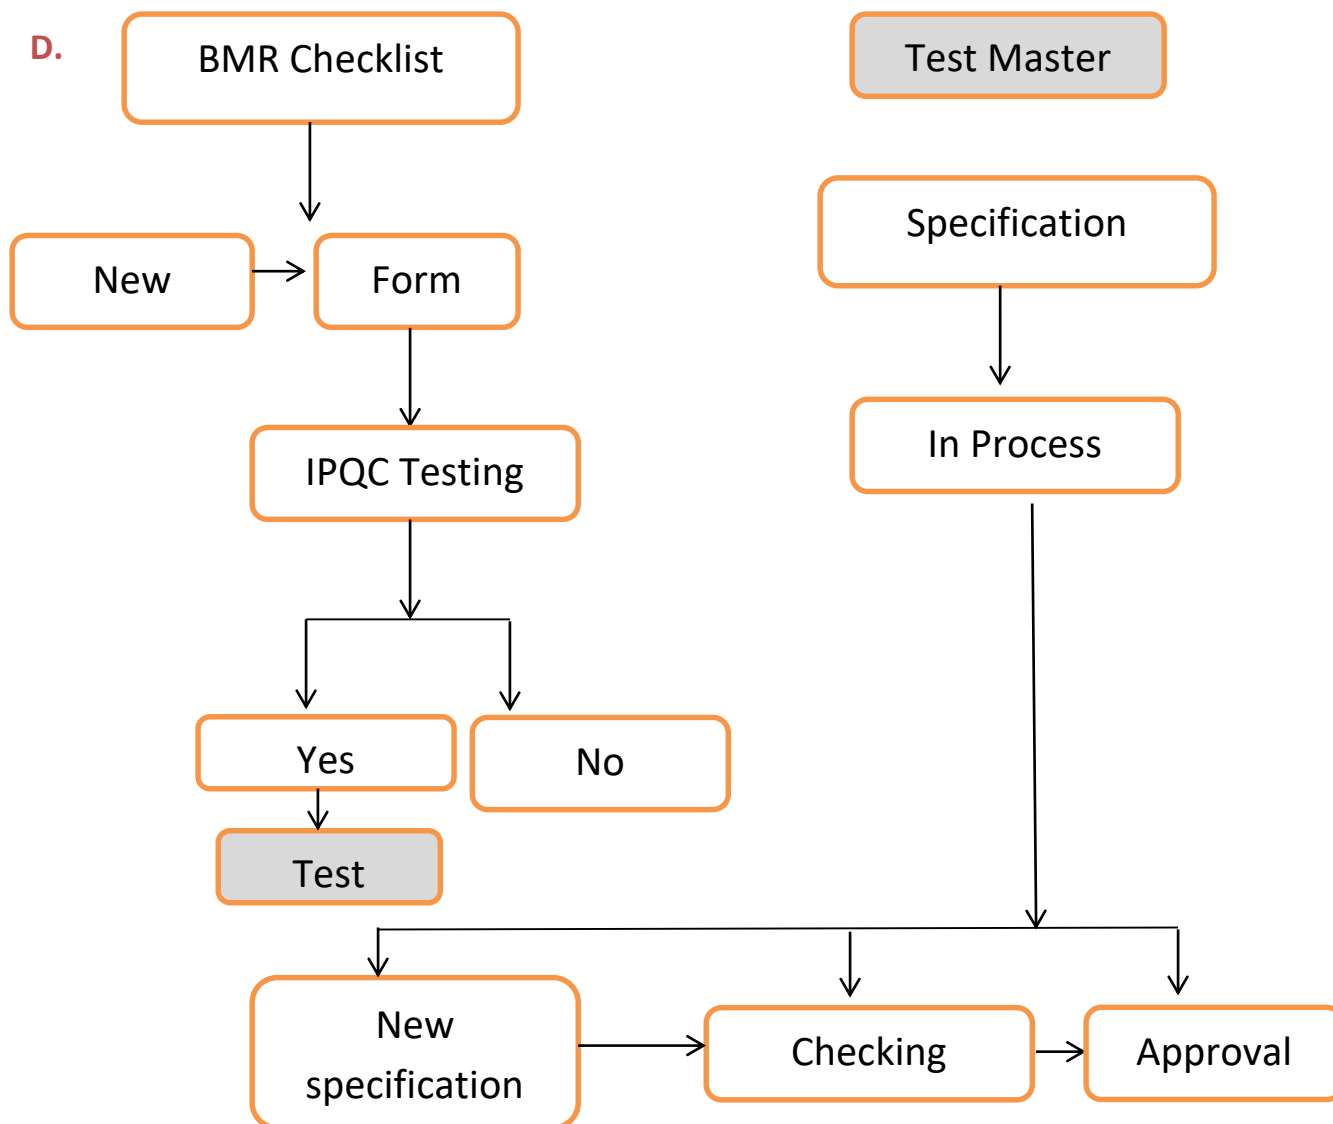 D.
BMR Checklist
Test Master
Specification
New
Form
In Process
IPQC Testing
Yes
No
Test
New
specification
Checking
Approval